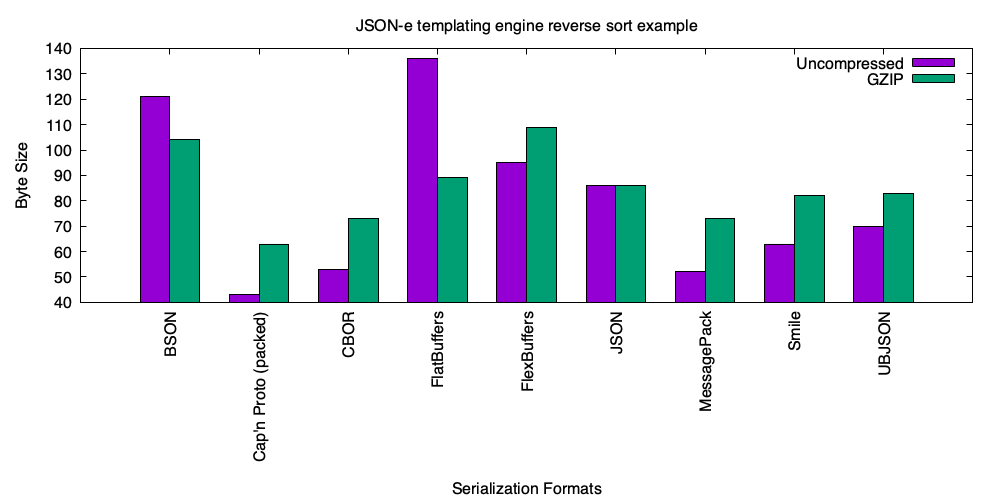 JSON-e templating engine reverse sort example
Uncompressed
GZIP
Byte Size
140
130
120
110
100
90
80
70
60
50
40
BSON
Cap'n Proto (packed)
CBOR
FlatBuffers
FlexBuffers
JSON
MessagePack
Smile
UBJSON
Serialization Formats